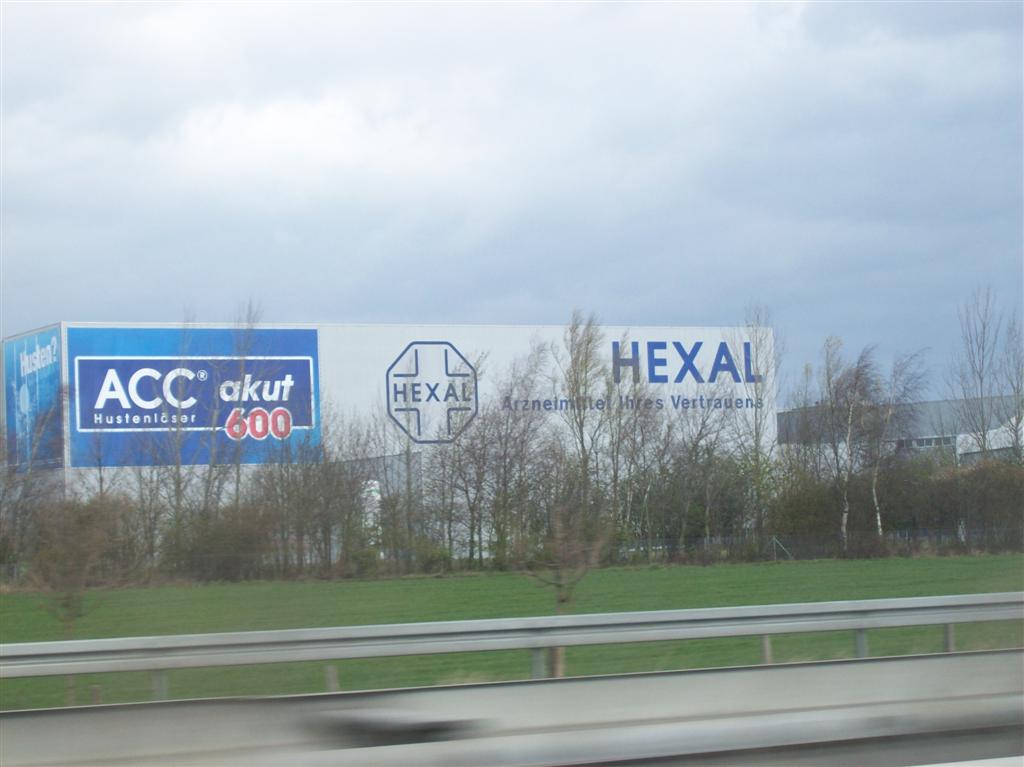 Husten?
ACC® akut
Hustenlöser
600
HEXAL
HEXAL
Arzneimittel Ihres Vertrauens